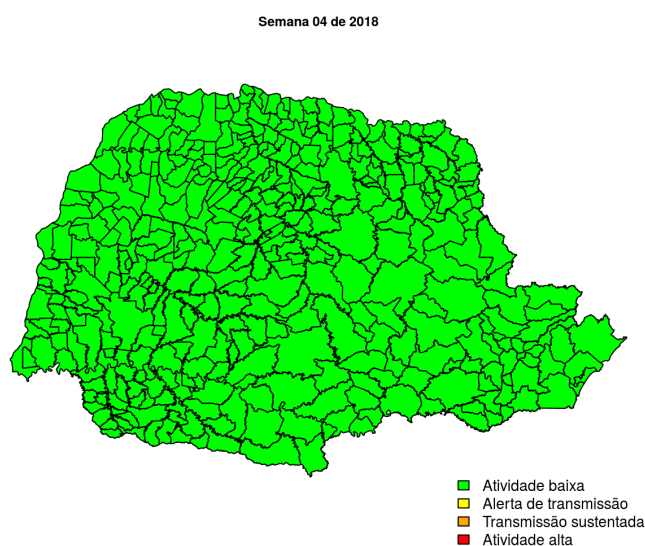 Semana 04 de 2018
Atividade baixa
Alerta de transmissão
Transmissão sustentada
Atividade alta